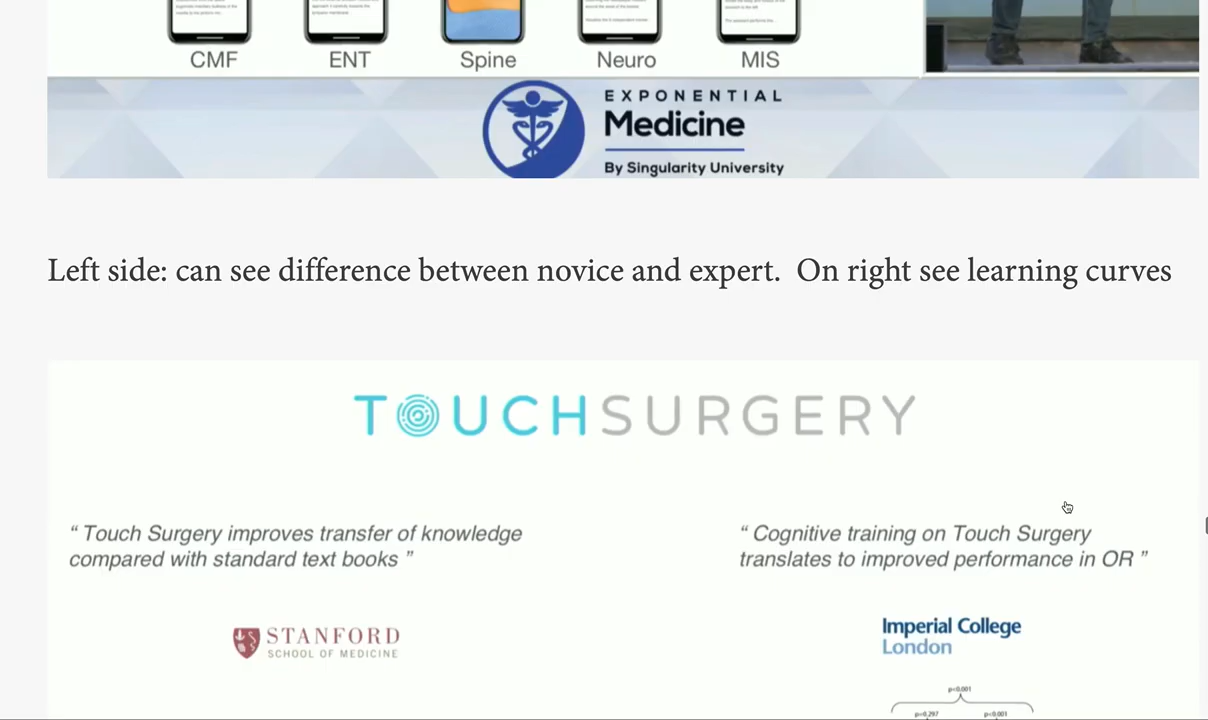 CMF
ENT
Spine
Neuro
MIS
EXPONENTIAL
Medicine
By Singularity University
Left side: can see difference between novice and expert.  On right see learning curves
TOUCHSURGERY
“ Touch Surgery improves transfer of knowledge
compared with standard text books ”
“ Cognitive training on Touch Surgery
translates to improved performance in OR ”
STANFORD
SCHOOL OF MEDICINE
Imperial College
London
p<0.001
p=0.297
p<0.001